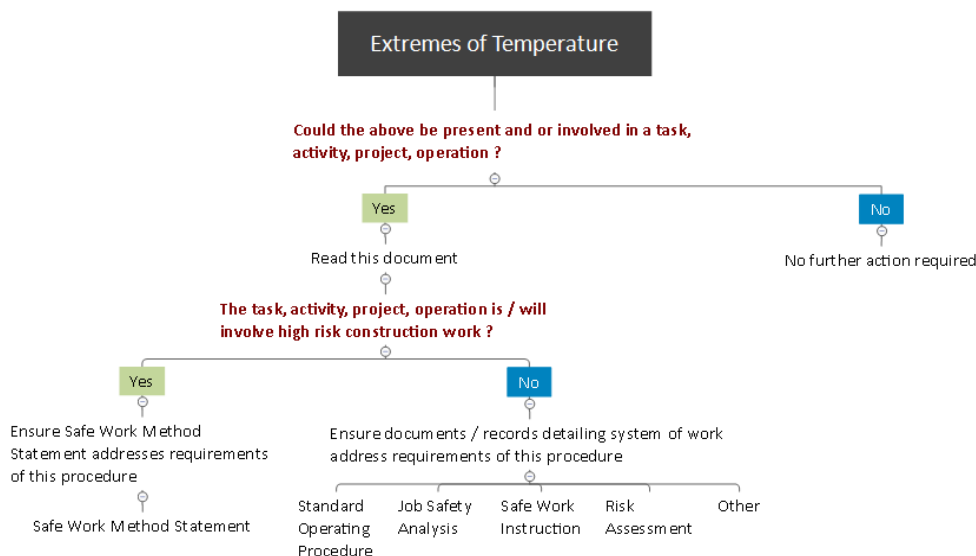 Extremes of Temperature
Could the above be present and or involved in a task,
activity, project, operation ?
Yes
No
Read this document
No further action required
The task, activity, project, operation is / will
involve high risk construction work ?
Yes
No
Ensure Safe Work Method
Statement addresses requirements
of this procedure
Ensure documents / records detailing system of work
address requirements of this procedure
Safe Work Method Statement
Standard
Operating
Procedure
Job Safety
Analysis
Safe Work
Instruction
Risk
Assessment
Other